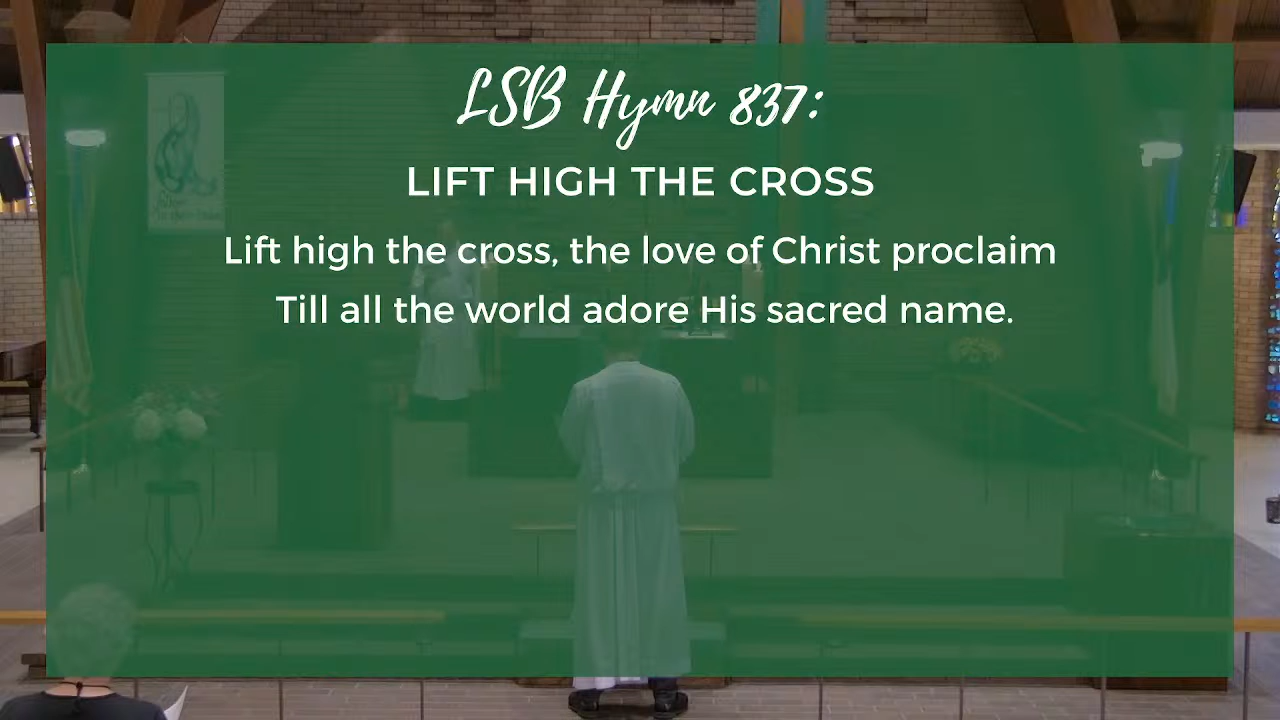 LSB Hymn 837:
LIFT HIGH THE CROSS
Lift high the cross, the love of Christ proclaim
Till all the world adore His sacred name.